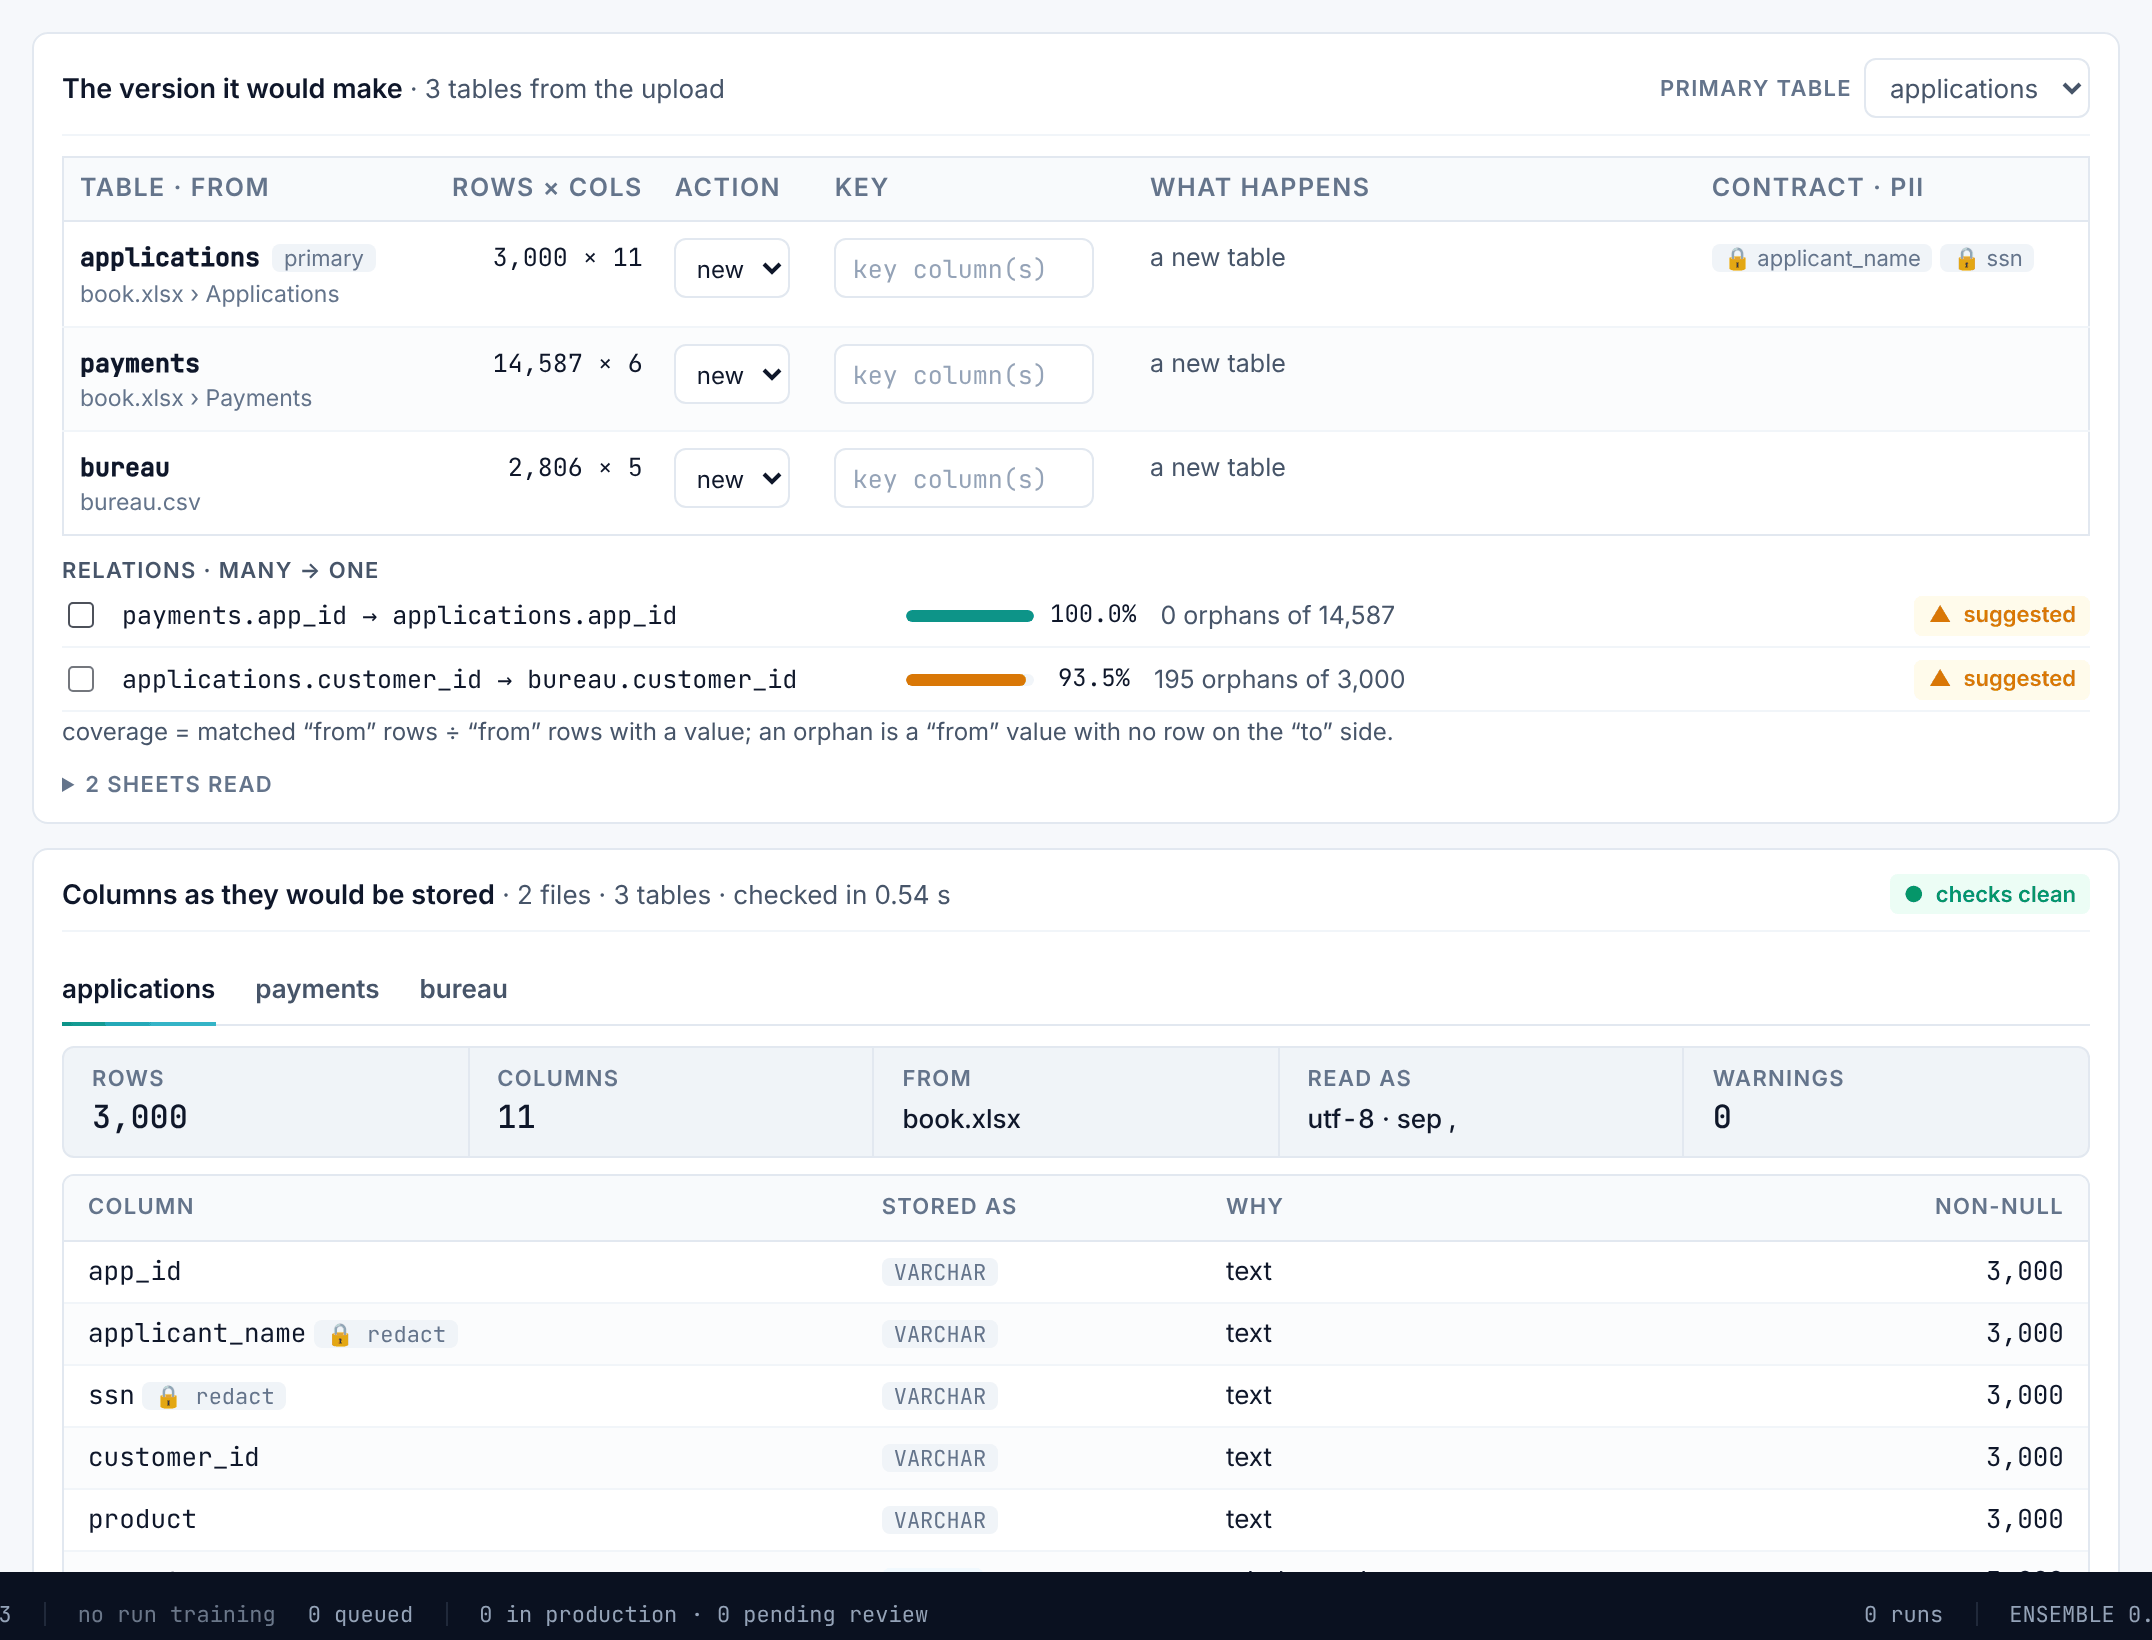 The version it would make · 3 tables from the upload
PRIMARY TABLE applications
TABLE · FROM ROWS × COLS ACTION KEY WHAT HAPPENS CONTRACT · PII
applications primary 3,000 × 11 new key column(s) a new table applicant_name ssn
book.xlsx › Applications
payments 14,587 × 6 new key column(s) a new table
book.xlsx › Payments
bureau 2,806 × 5 new key column(s) a new table
bureau.csv
RELATIONS · MANY → ONE
payments.app_id → applications.app_id 100.0% 0 orphans of 14,587 ▲ suggested
applications.customer_id → bureau.customer_id 93.5% 195 orphans of 3,000 ▲ suggested
coverage = matched “from” rows ÷ “from” rows with a value; an orphan is a “from” value with no row on the “to” side.
▶ 2 SHEETS READ
Columns as they would be stored · 2 files · 3 tables · checked in 0.54 s
● checks clean
applications payments bureau
ROWS COLUMNS FROM READ AS WARNINGS
3,000 11 book.xlsx utf-8 · sep , 0
COLUMN STORED AS WHY NON-NULL
app_id VARCHAR text 3,000
applicant_name redact VARCHAR text 3,000
ssn redact VARCHAR text 3,000
customer_id VARCHAR text 3,000
product VARCHAR text 3,000
3 no run training 0 queued 0 in production · 0 pending review 0 runs ENSEMBLE 0.